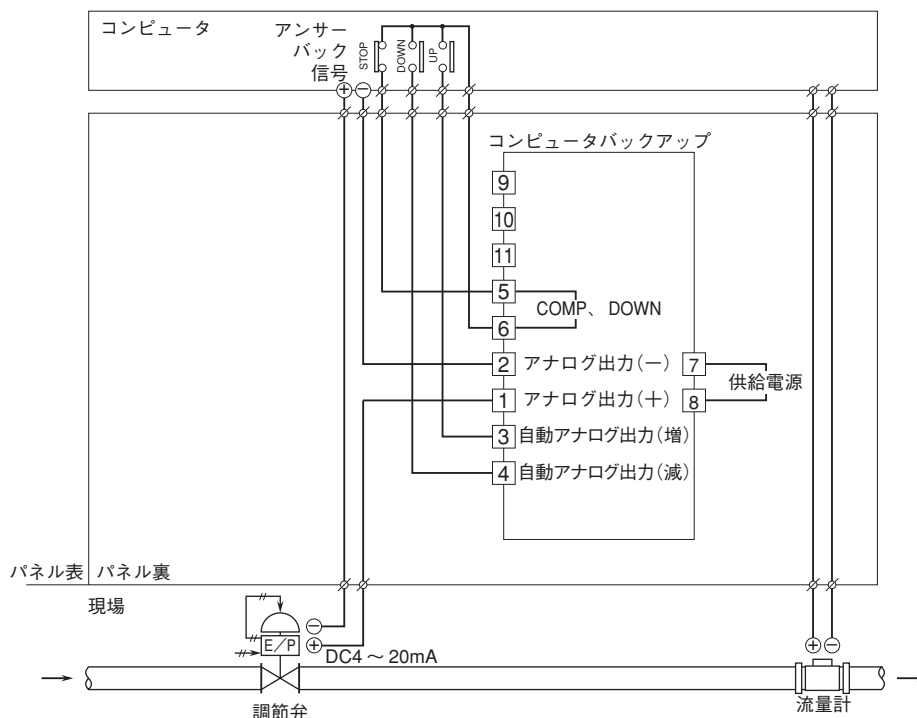 コンピュータ
アンサー
バック
信号
STOP
DOWN
UP
＋ －
コンピュータバックアップ
9
10
11
5
COMP、 DOWN
6
2 アナログ出力(－) 7
供給電源
1 アナログ出力(＋) 8
3 自動アナログ出力(増)
4 自動アナログ出力(減)
パネル表 パネル裏
現場
－
E／P ＋
DC4 ～ 20mA
＋ －
調節弁
流量計